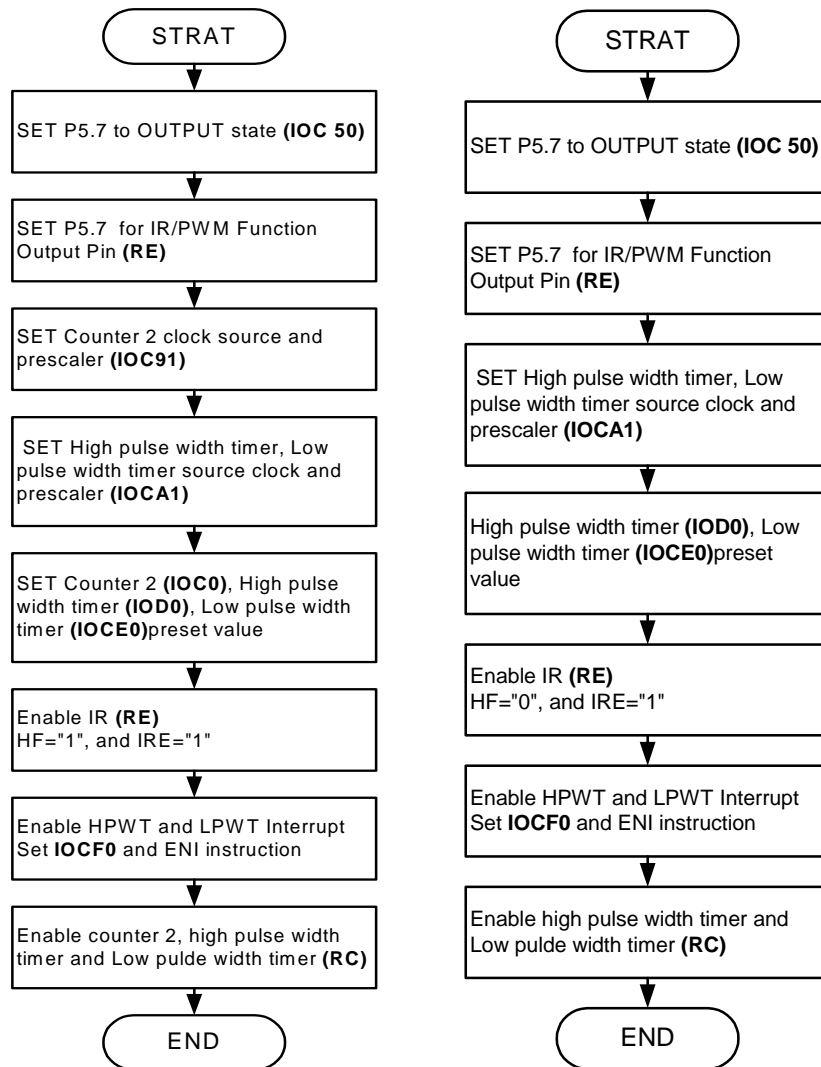 STRAT
SET P5.7 to OUTPUT state (IOC 50)
SET P5.7 for IR/PWM Function
Output Pin (RE)
SET Counter 2 clock source and
prescaler (IOC91)
SET High pulse width timer, Low
pulse width timer source clock and
prescaler (IOCA1)
SET Counter 2 (IOC0), High pulse
width timer (IOD0), Low pulse width
timer (IOCE0)preset value
Enable IR (RE)
HF="1", and IRE="1"
Enable HPWT and LPWT Interrupt
Set IOCF0 and ENI instruction
Enable counter 2, high pulse width
timer and Low pulde width timer (RC)
END
STRAT
SET P5.7 to OUTPUT state (IOC 50)
SET P5.7 for IR/PWM Function
Output Pin (RE)
SET High pulse width timer, Low
pulse width timer source clock and
prescaler (IOCA1)
High pulse width timer (IOD0), Low
pulse width timer (IOCE0)preset
value
Enable IR (RE)
HF="0", and IRE="1"
Enable HPWT and LPWT Interrupt
Set IOCF0 and ENI instruction
Enable high pulse width timer and
Low pulde width timer (RC)
END